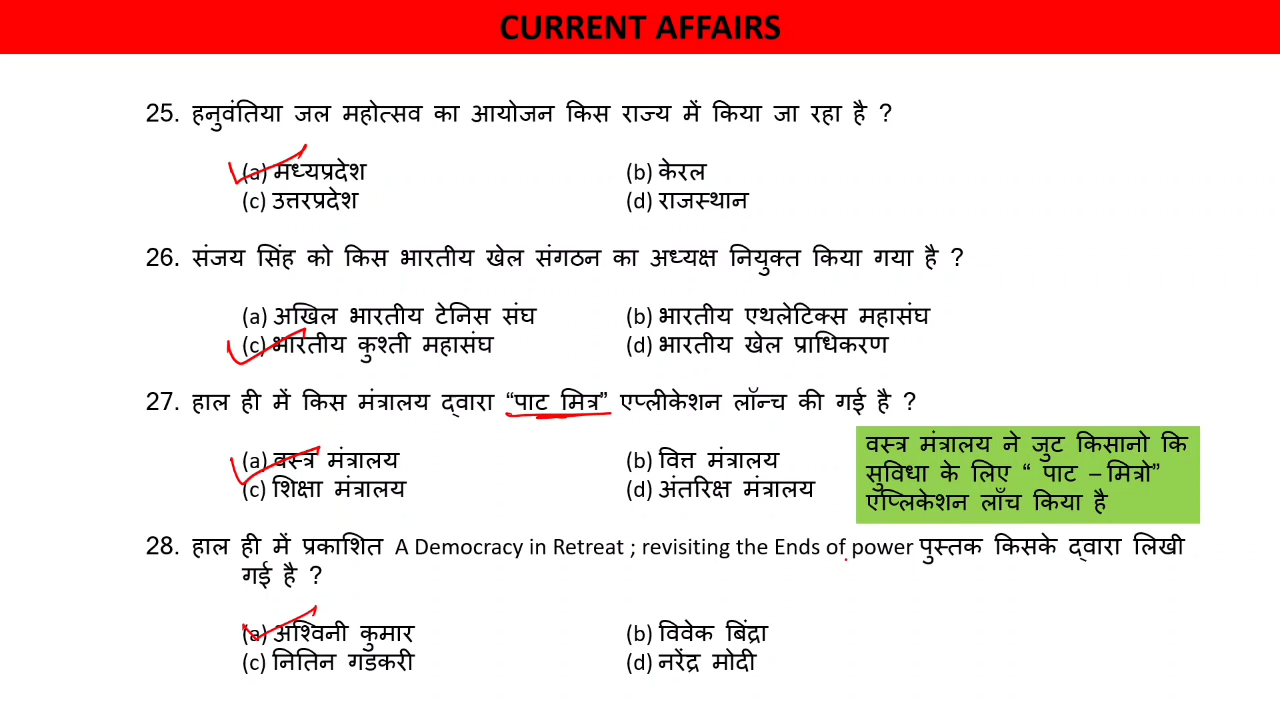 CURRENT AFFAIRS
25. हनुवंतिया जल महोत्सव का आयोजन किस राज्य में किया जा रहा है ?
(a) मध्यप्रदेश (b) केरल
(c) उत्तरप्रदेश (d) राजस्थान
26. संजय सिंह को किस भारतीय खेल संगठन का अध्यक्ष नियुक्त किया गया है ?
(a) अखिल भारतीय टेनिस संघ (b) भारतीय एथलेटिक्स महासंघ
(c) भारतीय कुश्ती महासंघ (d) भारतीय खेल प्राधिकरण
27. हाल ही में किस मंत्रालय द्वारा “पाट मित्र” एप्लीकेशन लॉन्च की गई है ?
(a) वस्त्र मंत्रालय (b) वित्त मंत्रालय
(c) शिक्षा मंत्रालय (d) अंतरिक्ष मंत्रालय
वस्त्र मंत्रालय ने जुट किसानो कि
सुविधा के लिए “ पाट – मित्रो”
एप्लिकेशन लाँच किया है
28. हाल ही में प्रकाशित A Democracy in Retreat ; revisiting the Ends of power पुस्तक किसके द्वारा लिखी
गई है ?
(a) अश्विनी कुमार (b) विवेक बिंद्रा
(c) नितिन गडकरी (d) नरेंद्र मोदी